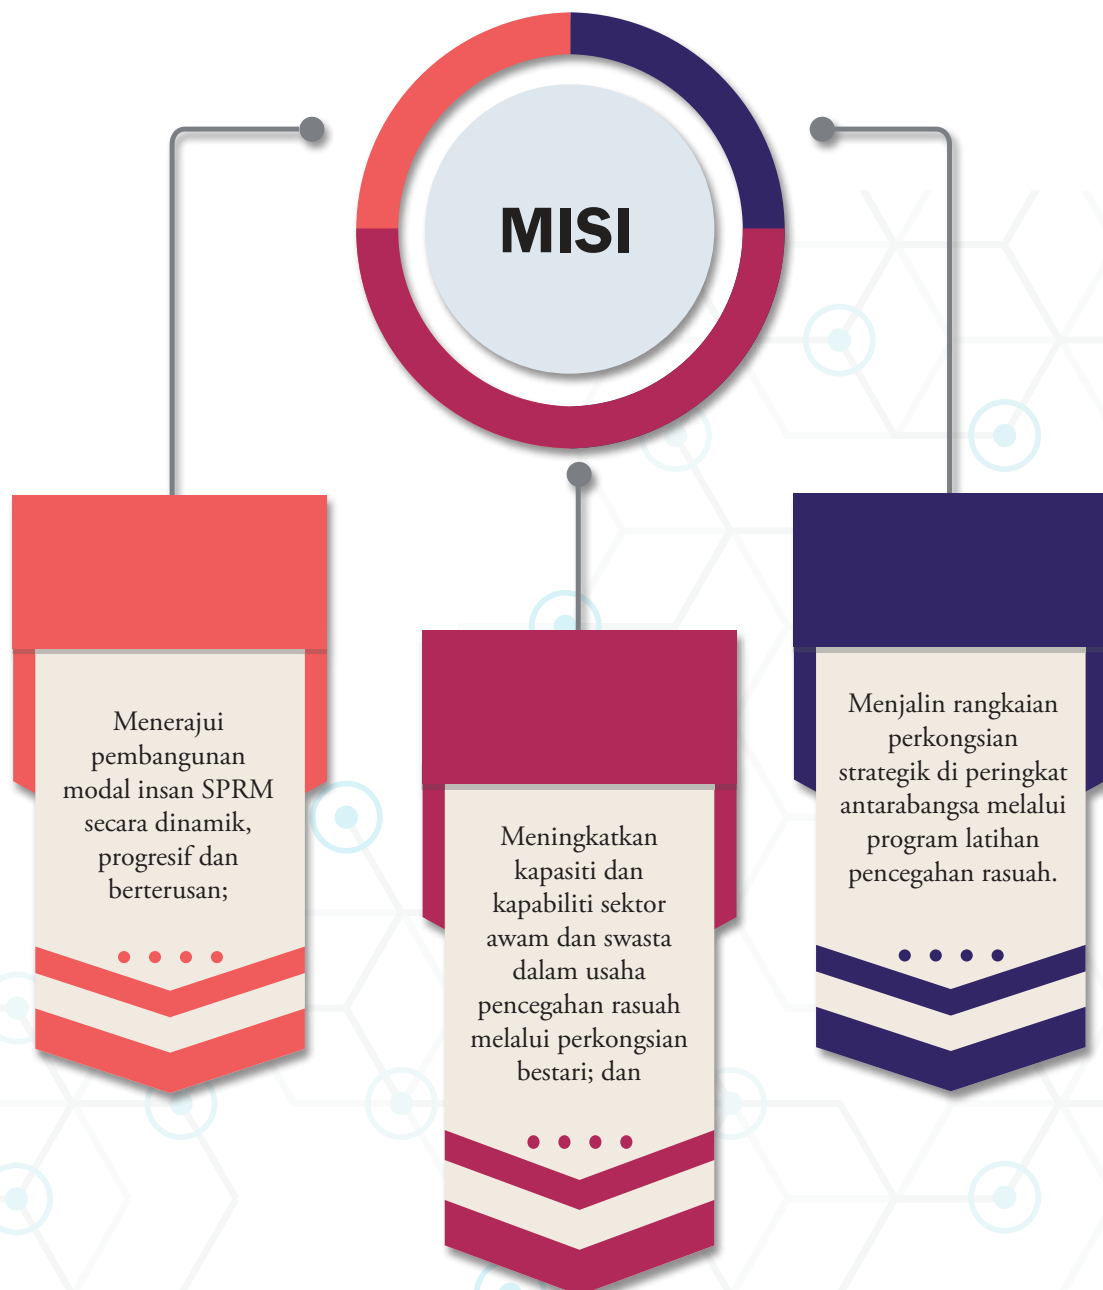 MISI
Menerajui
pembangunan
modal insan SPRM
secara dinamik,
progresif dan
berterusan;
Meningkatkan
kapasiti dan
kapabiliti sektor
awam dan swasta
dalam usaha
pencegahan rasuah
melalui perkongsian
bestari; dan
Menjalin rangkaian
perkongsian
strategik di peringkat
antarabangsa melalui
program latihan
pencegahan rasuah.